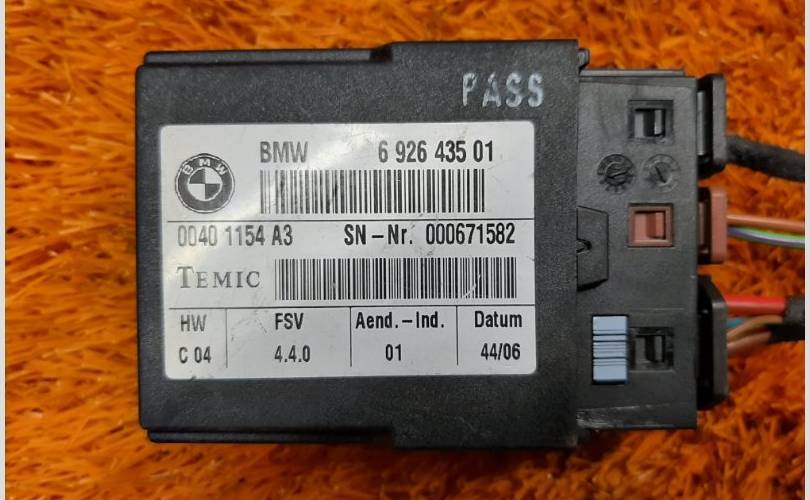 PASS
BMW 6 926 435 01
BMW
0040 1154 A3 SN-Nr. 000671582
TEMIC
HW FSV Aend.-Ind. Datum
C 04 4.4.0 01 44/06